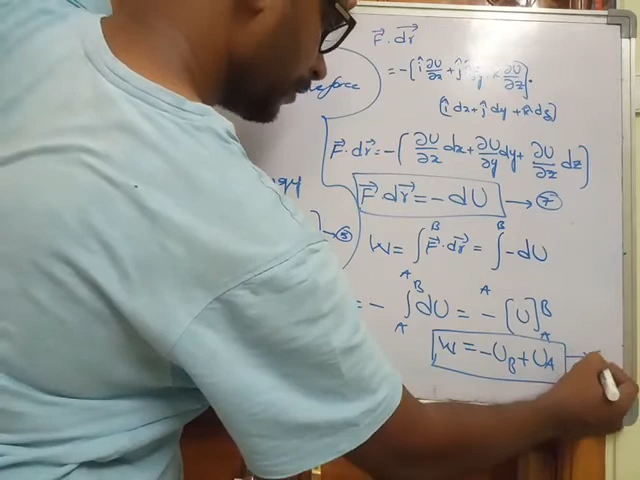 F⃗·dr⃗
= -[î ∂U/∂x + ĵ ∂U/∂z]·
[î dx + ĵ dy + k̂ dz]
F⃗·dr⃗ = -[∂U/∂x dx + ∂U/∂y dy + ∂U/∂z dz]
F⃗·dr⃗ = -dU → ⑦
→ ⑤
W = ∫_A^B F⃗·dr⃗ = ∫_A^B -dU
= - ∫_A^B dU = - [U]_A^B
W = -U_B + U_A